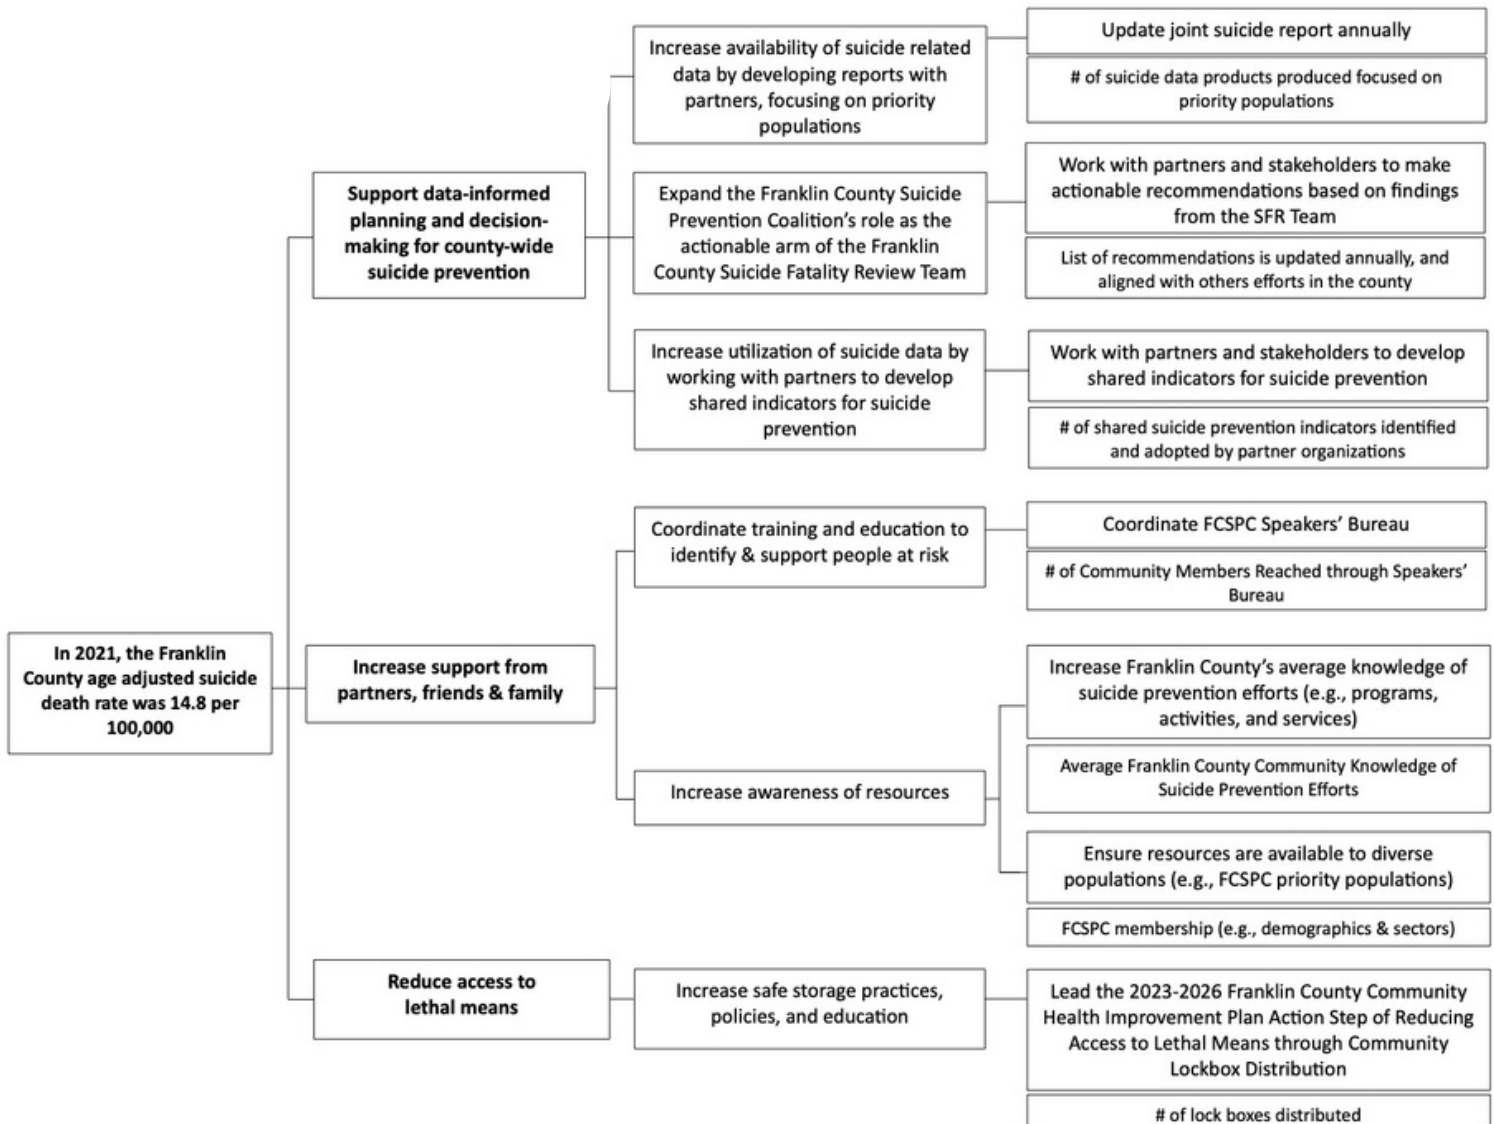 Increase availability of suicide related
data by developing reports with
partners, focusing on priority
populations
Update joint suicide report annually
# of suicide data products produced focused on
priority populations
Support data-informed
planning and decision-
making for county-wide
suicide prevention
Expand the Franklin County Suicide
Prevention Coalition’s role as the
actionable arm of the Franklin
County Suicide Fatality Review Team
Work with partners and stakeholders to make
actionable recommendations based on findings
from the SFR Team
List of recommendations is updated annually, and
aligned with others efforts in the county
Increase utilization of suicide data by
working with partners to develop
shared indicators for suicide
prevention
Work with partners and stakeholders to develop
shared indicators for suicide prevention
# of shared suicide prevention indicators identified
and adopted by partner organizations
In 2021, the Franklin
County age adjusted suicide
death rate was 14.8 per
100,000
Increase support from
partners, friends & family
Coordinate training and education to
identify & support people at risk
Coordinate FCSPC Speakers’ Bureau
# of Community Members Reached through Speakers’
Bureau
Increase awareness of resources
Increase Franklin County’s average knowledge of
suicide prevention efforts (e.g., programs,
activities, and services)
Average Franklin County Community Knowledge of
Suicide Prevention Efforts
Ensure resources are available to diverse
populations (e.g., FCSPC priority populations)
FCSPC membership (e.g., demographics & sectors)
Reduce access to
lethal means
Increase safe storage practices,
policies, and education
Lead the 2023-2026 Franklin County Community
Health Improvement Plan Action Step of Reducing
Access to Lethal Means through Community
Lockbox Distribution
# of lock boxes distributed